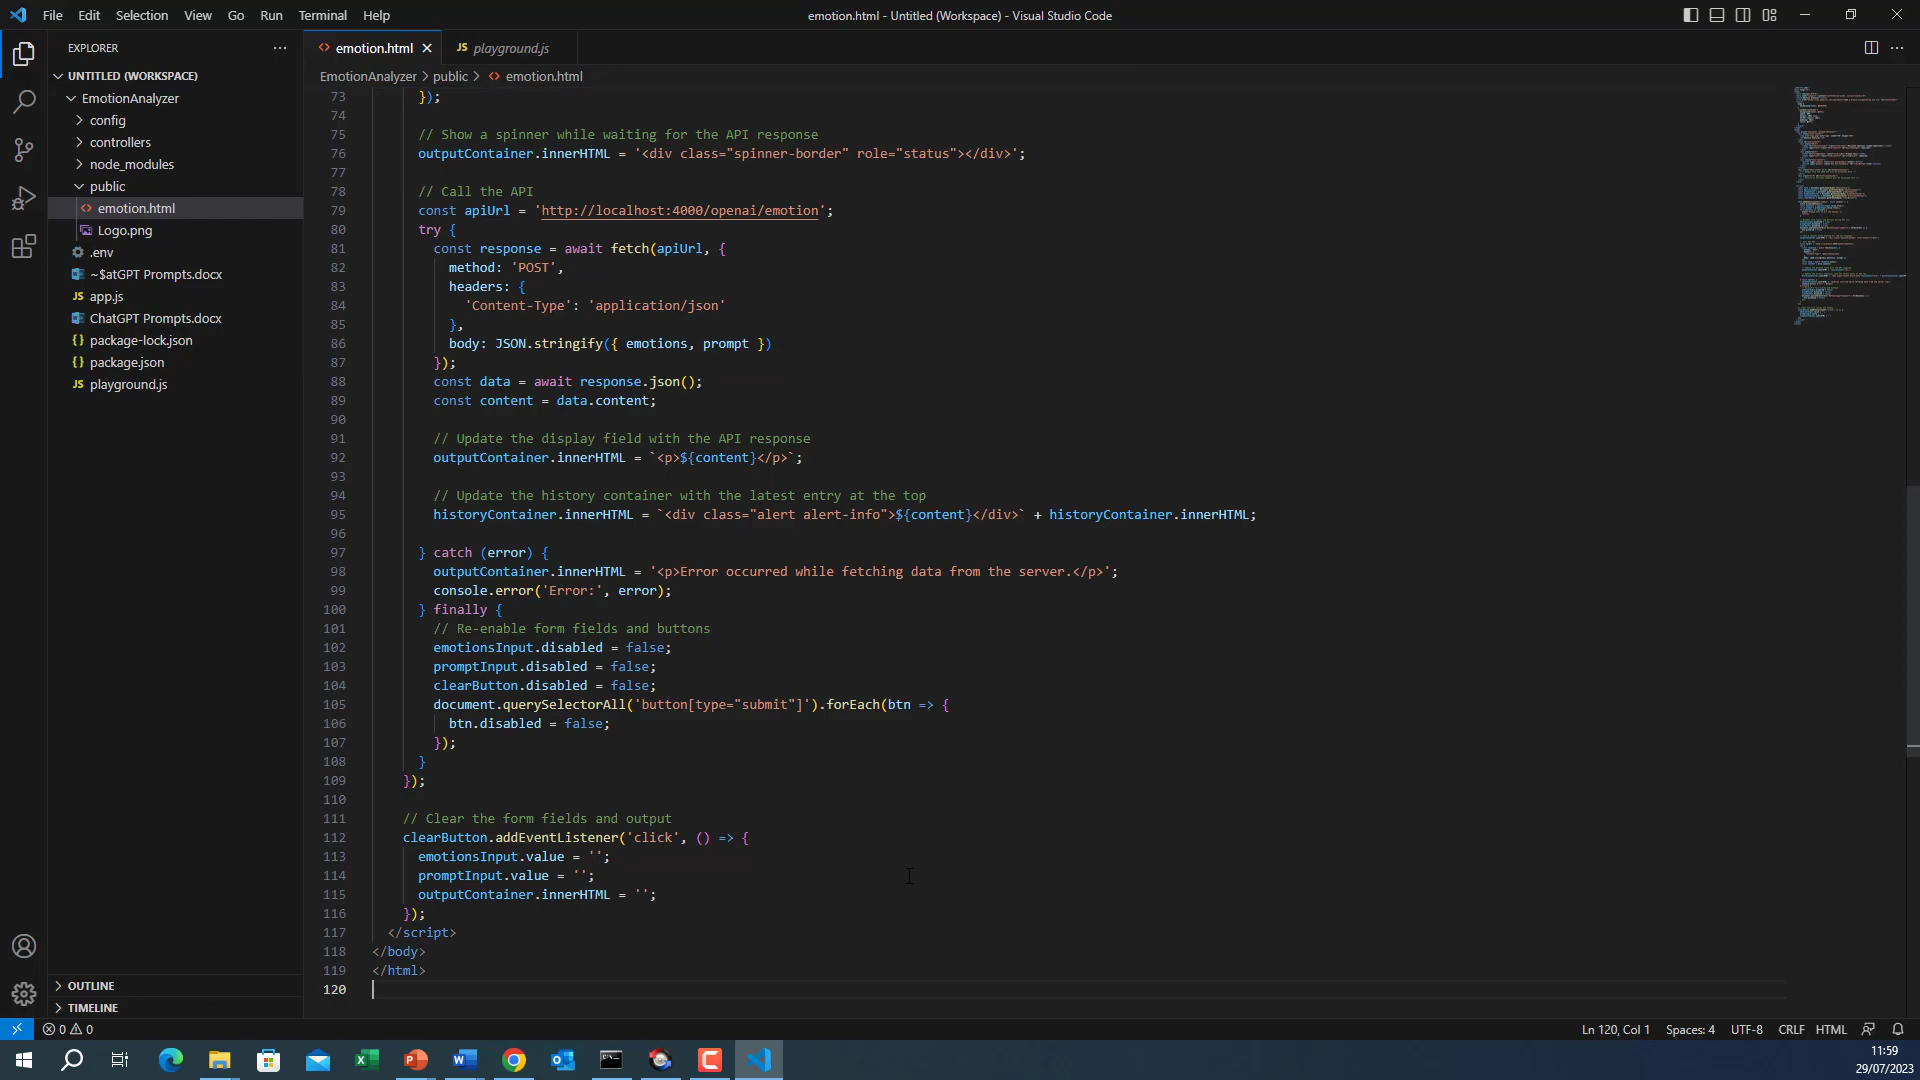 File Edit Selection View Go Run Terminal Help
emotion.html - Untitled (Workspace) - Visual Studio Code
EXPLORER
UNTITLED (WORKSPACE)
EmotionAnalyzer
config
controllers
node_modules
public
emotion.html
Logo.png
.env
~$atGPT Prompts.docx
JS app.js
ChatGPT Prompts.docx
{} package-lock.json
{} package.json
JS playground.js
OUTLINE
TIMELINE
emotion.html
JS playground.js
EmotionAnalyzer > public > emotion.html
73 });
74
75 // Show a spinner while waiting for the API response
76 outputContainer.innerHTML = '<div class="spinner-border" role="status"></div>';
77
78 // Call the API
79 const apiUrl = 'http://localhost:4000/openai/emotion';
80 try {
81 const response = await fetch(apiUrl, {
82 method: 'POST',
83 headers: {
84 'Content-Type': 'application/json'
85 },
86 body: JSON.stringify({ emotions, prompt })
87 });
88 const data = await response.json();
89 const content = data.content;
90
91 // Update the display field with the API response
92 outputContainer.innerHTML = `<p>${content}</p>`;
93
94 // Update the history container with the latest entry at the top
95 historyContainer.innerHTML = `<div class="alert alert-info">${content}</div>` + historyContainer.innerHTML;
96
97 } catch (error) {
98 outputContainer.innerHTML = '<p>Error occurred while fetching data from the server.</p>';
99 console.error('Error:', error);
100 } finally {
101 // Re-enable form fields and buttons
102 emotionsInput.disabled = false;
103 promptInput.disabled = false;
104 clearButton.disabled = false;
105 document.querySelectorAll('button[type="submit"]').forEach(btn => {
106 btn.disabled = false;
107 });
108 }
109 });
110
111 // Clear the form fields and output
112 clearButton.addEventListener('click', () => {
113 emotionsInput.value = '';
114 promptInput.value = '';
115 outputContainer.innerHTML = '';
116 });
117 </script>
118 </body>
119 </html>
120
0 0
Ln 120, Col 1 Spaces: 4 UTF-8 CRLF HTML
11:59
29/07/2023